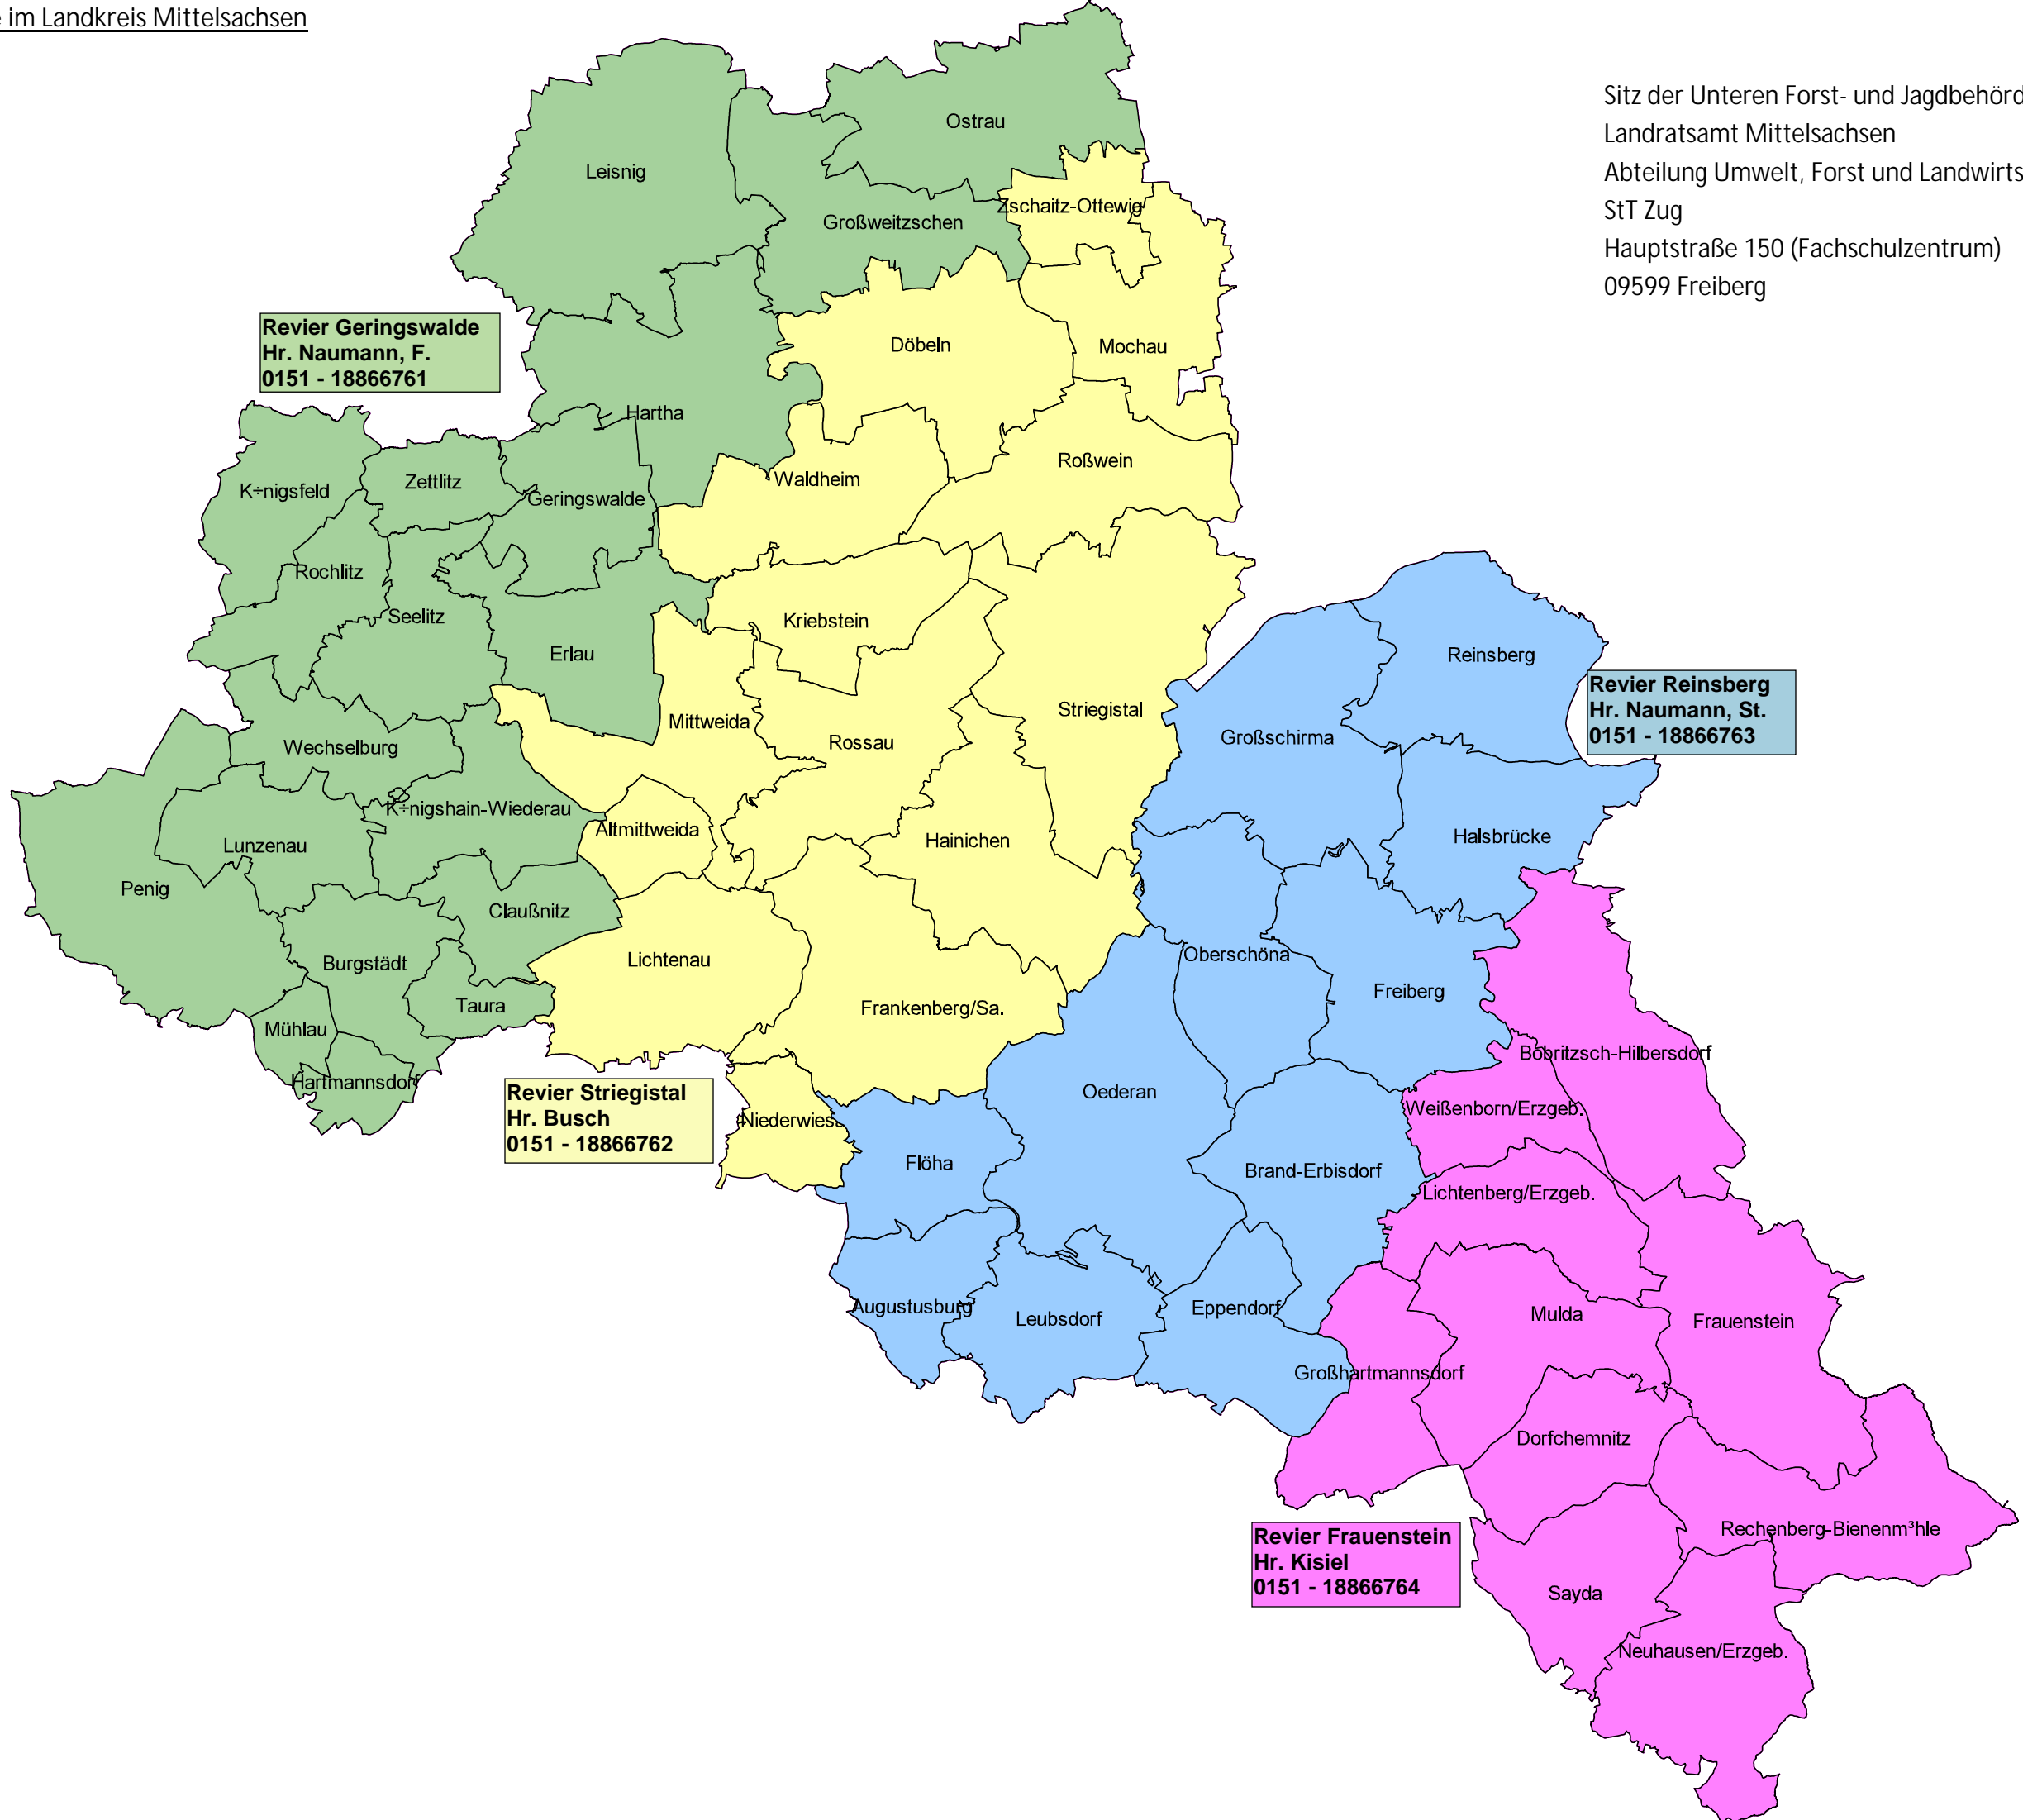 im Landkreis Mittelsachsen
Sitz der Unteren Forst- und Jagdbehörd
Landratsamt Mittelsachsen
Abteilung Umwelt, Forst und Landwirts
StT Zug
Hauptstraße 150 (Fachschulzentrum)
09599 Freiberg
Ostrau
Leisnig
Zschaitz-Ottewig
Großweitzschen
Revier Geringswalde
Hr. Naumann, F.
0151 - 18866761
Döbeln
Mochau
Hartha
Roßwein
Waldheim
Zettlitz
K÷nigsfeld
Geringswalde
Rochlitz
Seelitz
Kriebstein
Erlau
Reinsberg
Revier Reinsberg
Hr. Naumann, St.
0151 - 18866763
Striegistal
Mittweida
Großschirma
Rossau
Wechselburg
K÷nigshain-Wiederau
Altmittweida
Halsbrücke
Hainichen
Lunzenau
Penig
Claußnitz
Oberschöna
Lichtenau
Burgstädt
Freiberg
Taura
Frankenberg/Sa.
Mühlau
Bobritzsch-Hilbersdorf
Hartmannsdorf
Oederan
Revier Striegistal
Hr. Busch
0151 - 18866762
Weißenborn/Erzgeb.
Niederwiesa
Flöha
Brand-Erbisdorf
Lichtenberg/Erzgeb.
Augustusburg
Eppendorf
Leubsdorf
Mulda
Frauenstein
Großhartmannsdorf
Dorfchemnitz
Rechenberg-Bienenm³hle
Revier Frauenstein
Hr. Kisiel
0151 - 18866764
Sayda
Neuhausen/Erzgeb.